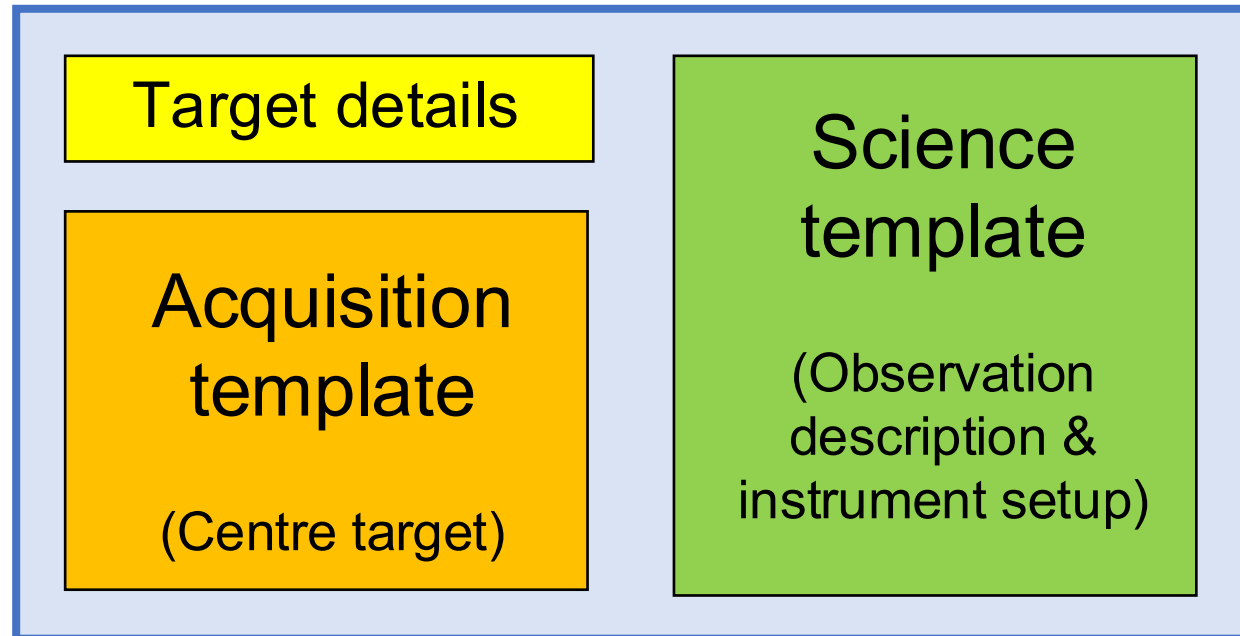 Target details
Acquisition
template
(Centre target)
Science
template
(Observation
description &
instrument setup)